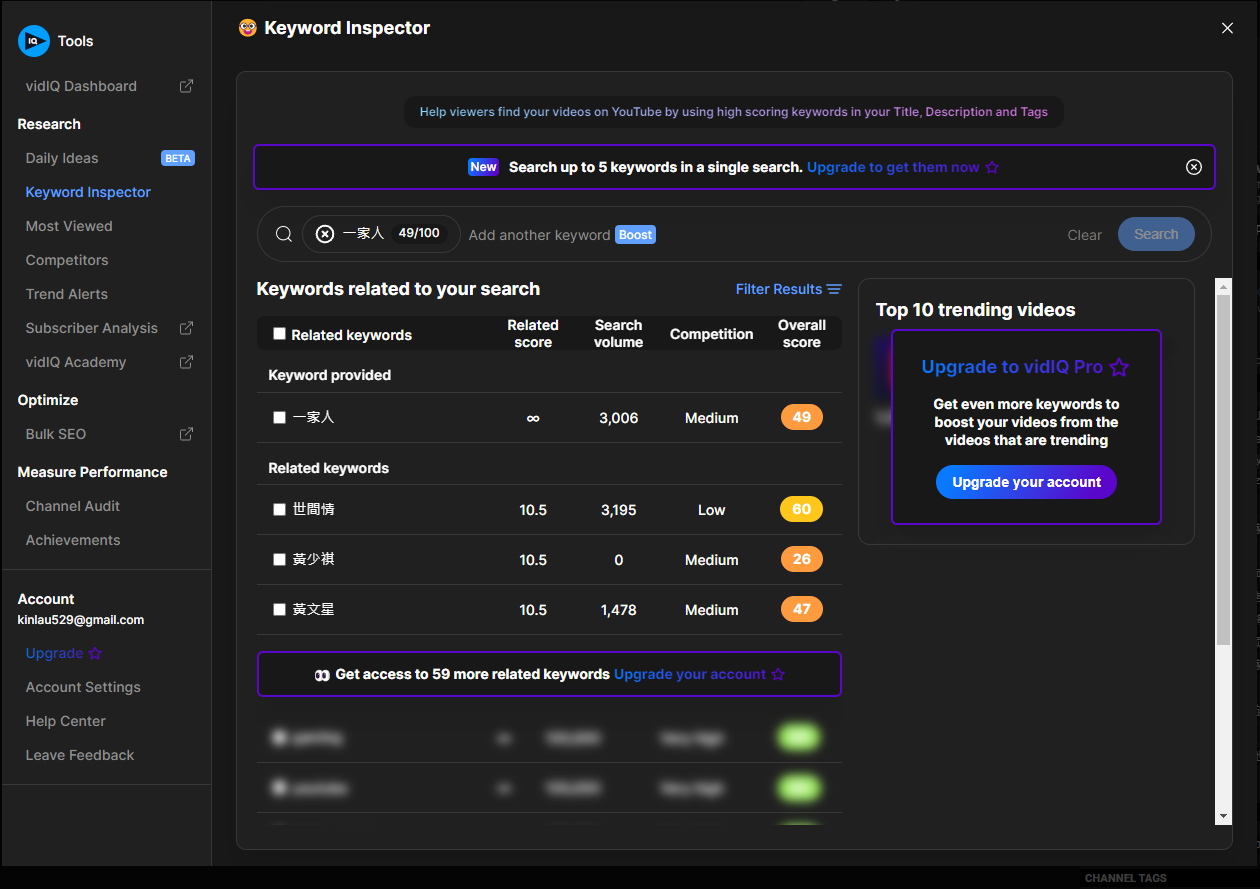 IQ Tools
vidIQ Dashboard
Research
Daily Ideas BETA
Keyword Inspector
Most Viewed
Competitors
Trend Alerts
Subscriber Analysis
vidIQ Academy
Optimize
Bulk SEO
Measure Performance
Channel Audit
Achievements
Account
kinlau529@gmail.com
Upgrade
Account Settings
Help Center
Leave Feedback
Keyword Inspector
Help viewers find your videos on YouTube by using high scoring keywords in your Title, Description and Tags
New Search up to 5 keywords in a single search. Upgrade to get them now
一家人 49/100 Add another keyword Boost Clear Search
Keywords related to your search Filter Results
Related keywords Related score Search volume Competition Overall score
Keyword provided
一家人 ∞ 3,006 Medium 49
Related keywords
世間情 10.5 3,195 Low 60
黃少祺 10.5 0 Medium 26
黃文星 10.5 1,478 Medium 47
Get access to 59 more related keywords Upgrade your account
Top 10 trending videos
Upgrade to vidIQ Pro
Get even more keywords to
boost your videos from the
videos that are trending
Upgrade your account
CHANNEL TAGS